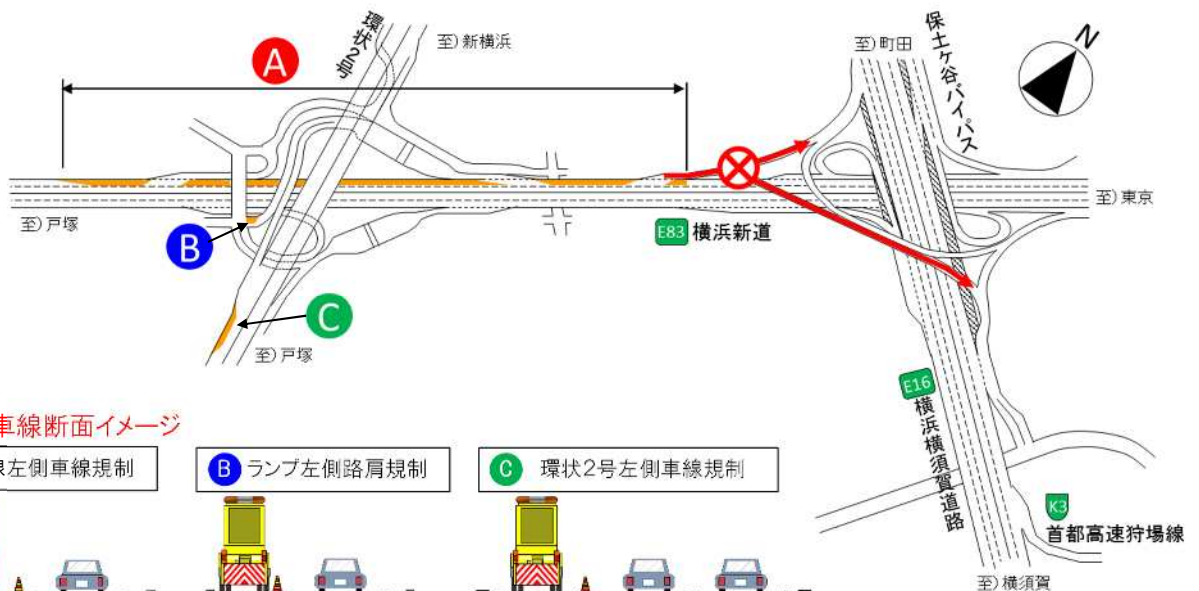 環状２号
至）新横浜
A
至）町田
保土ヶ谷バイパス
N
至）戸塚
B
E83 横浜新道
至）東京
C
至）戸塚
E16 横浜横須賀道路
K3
首都高速狩場線
至）横須賀
車線断面イメージ
線左側車線規制
B ランプ左側路肩規制
C 環状２号左側車線規制